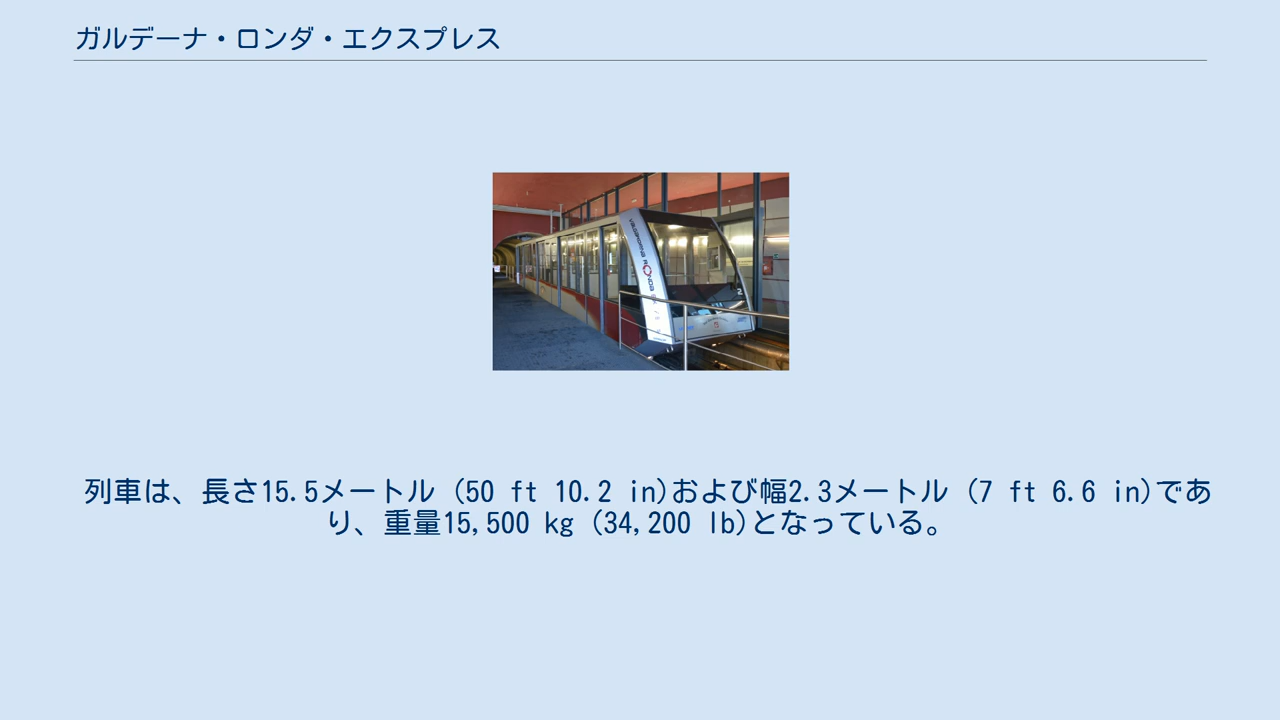 ガルデーナ・ロンダ・エクスプレス
RONDA
2
列車は、長さ15.5メートル (50 ft 10.2 in)および幅2.3メートル (7 ft 6.6 in)であ
り、重量15,500 kg (34,200 lb)となっている。